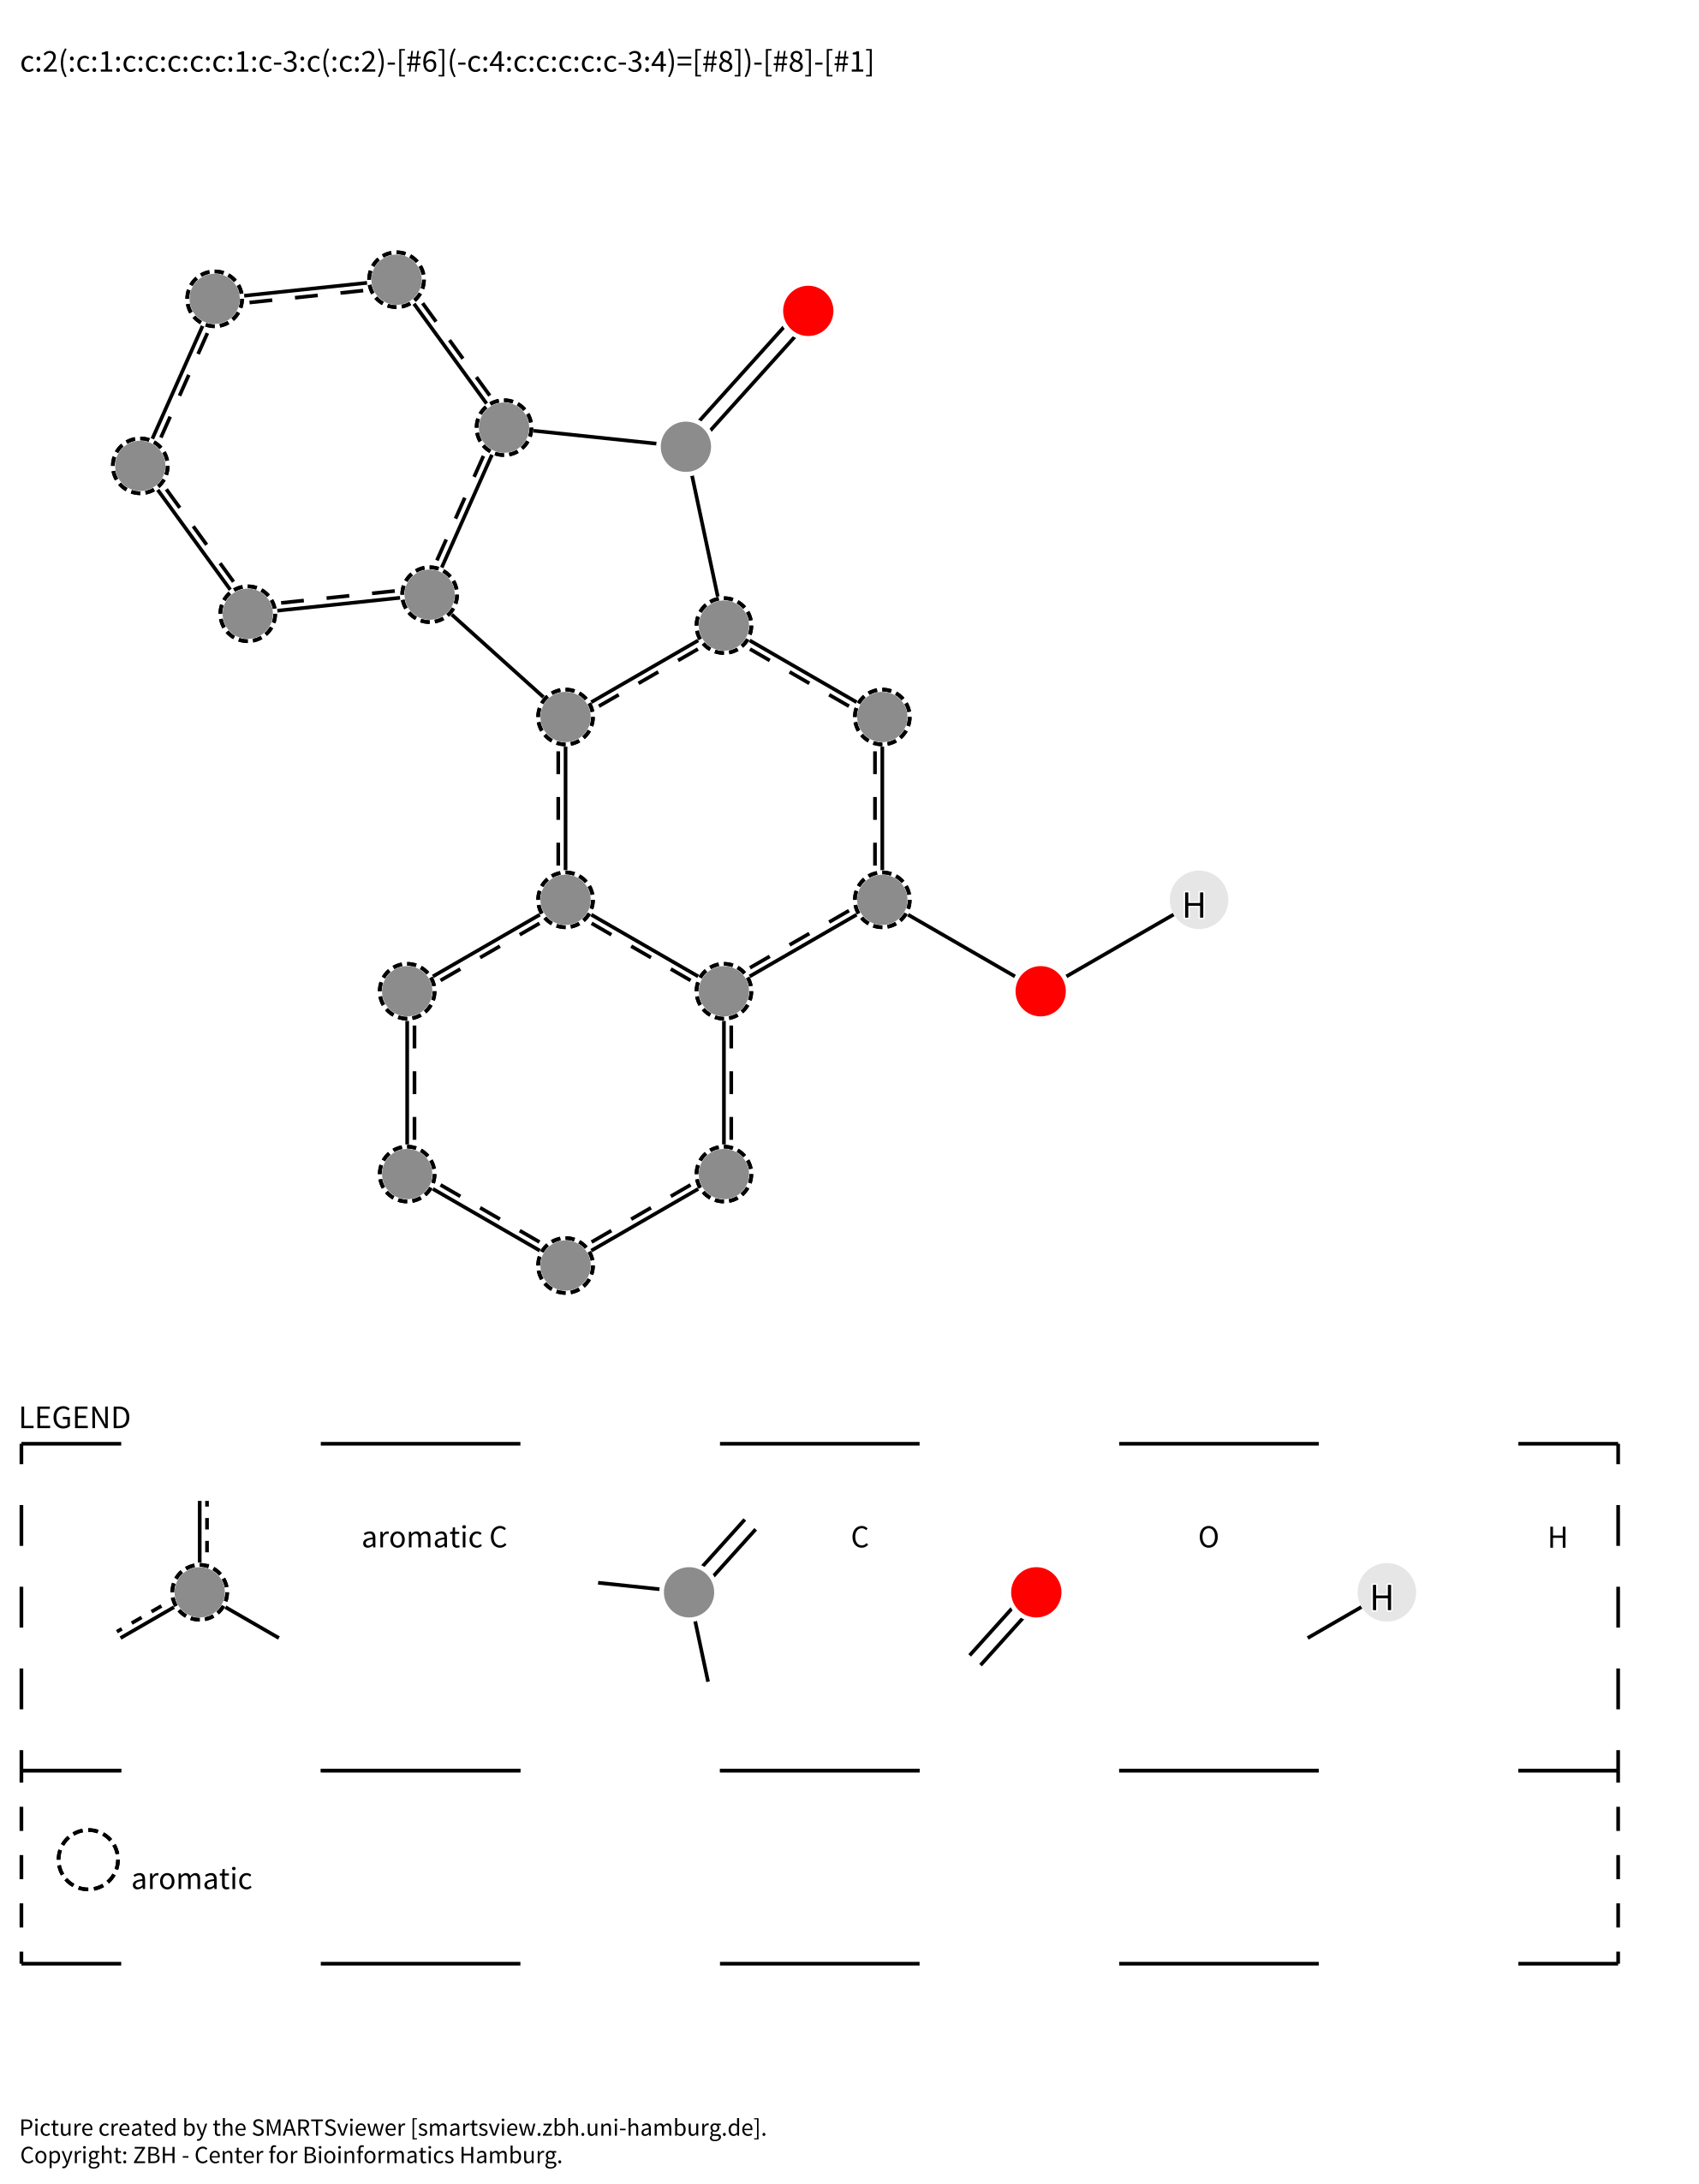 c:2(:c:1:c:c:c:c:c:1:c-3:c(:c:2)-[#6](-c:4:c:c:c:c:c-3:4)=[#8])-[#8]-[#1]
H
LEGEND
aromatic C
C
O
H
H
aromatic
Picture created by the SMARTSviewer [smartsview.zbh.uni-hamburg.de].
Copyright: ZBH - Center for Bioinformatics Hamburg.